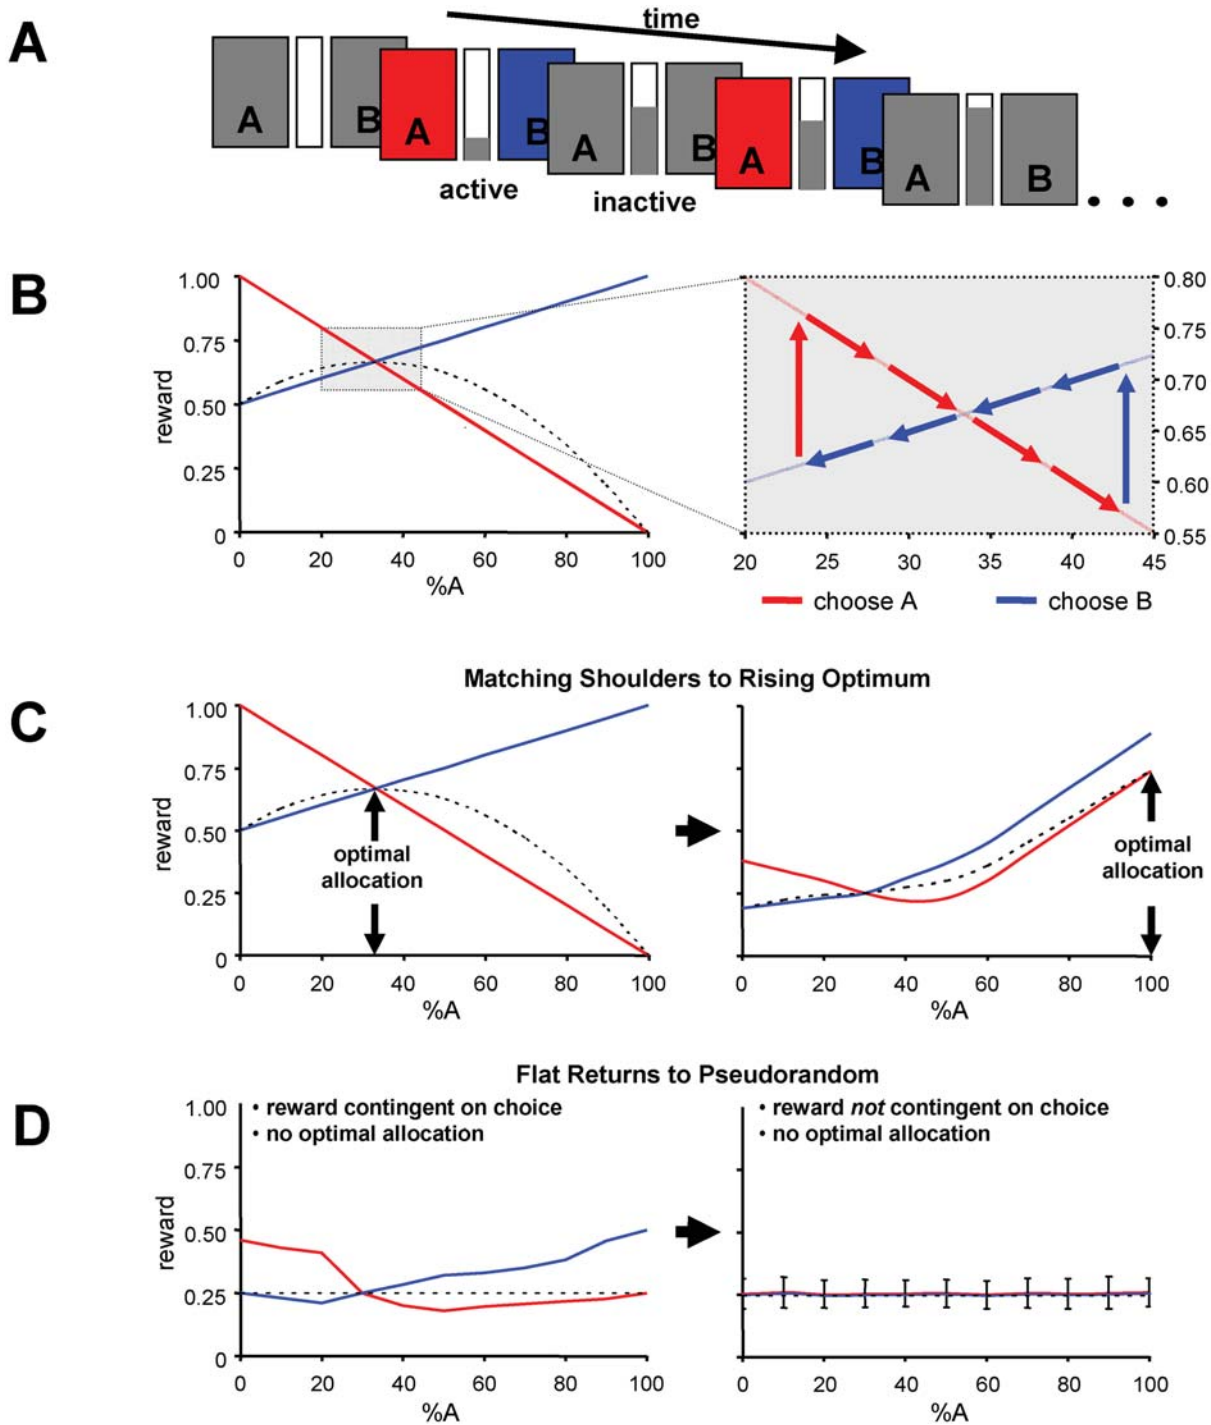 A
time
A B A B A B A B A B . . .
active
inactive
B
1.00
0.75
0.50
0.25
0
reward
0 20 40 60 80 100
%A
0.80
0.75
0.70
0.65
0.60
0.55
20 25 30 35 40 45
choose A choose B
Matching Shoulders to Rising Optimum
C
1.00
0.75
0.50
0.25
0
reward
optimal
allocation
0 20 40 60 80 100
%A
optimal
allocation
0 20 40 60 80 100
%A
Flat Returns to Pseudorandom
D
1.00
0.75
0.50
0.25
0
reward
• reward contingent on choice
• no optimal allocation
0 20 40 60 80 100
%A
• reward not contingent on choice
• no optimal allocation
0 20 40 60 80 100
%A